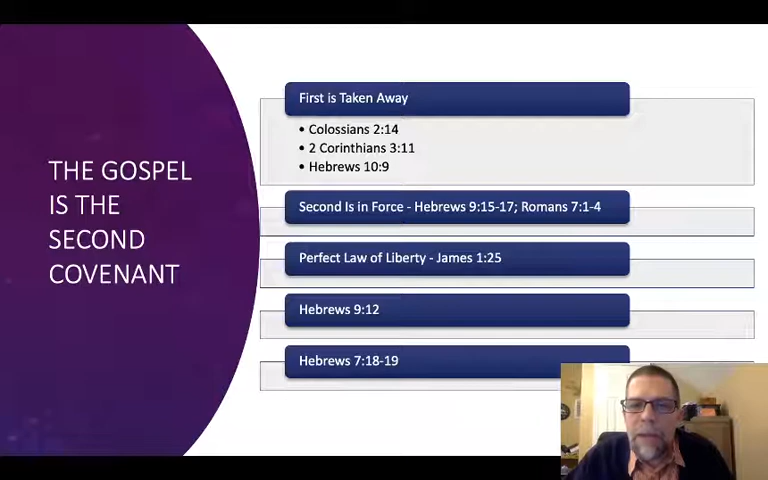 THE GOSPEL
IS THE
SECOND
COVENANT
First is Taken Away
• Colossians 2:14
• 2 Corinthians 3:11
• Hebrews 10:9
Second Is in Force - Hebrews 9:15-17; Romans 7:1-4
Perfect Law of Liberty - James 1:25
Hebrews 9:12
Hebrews 7:18-19